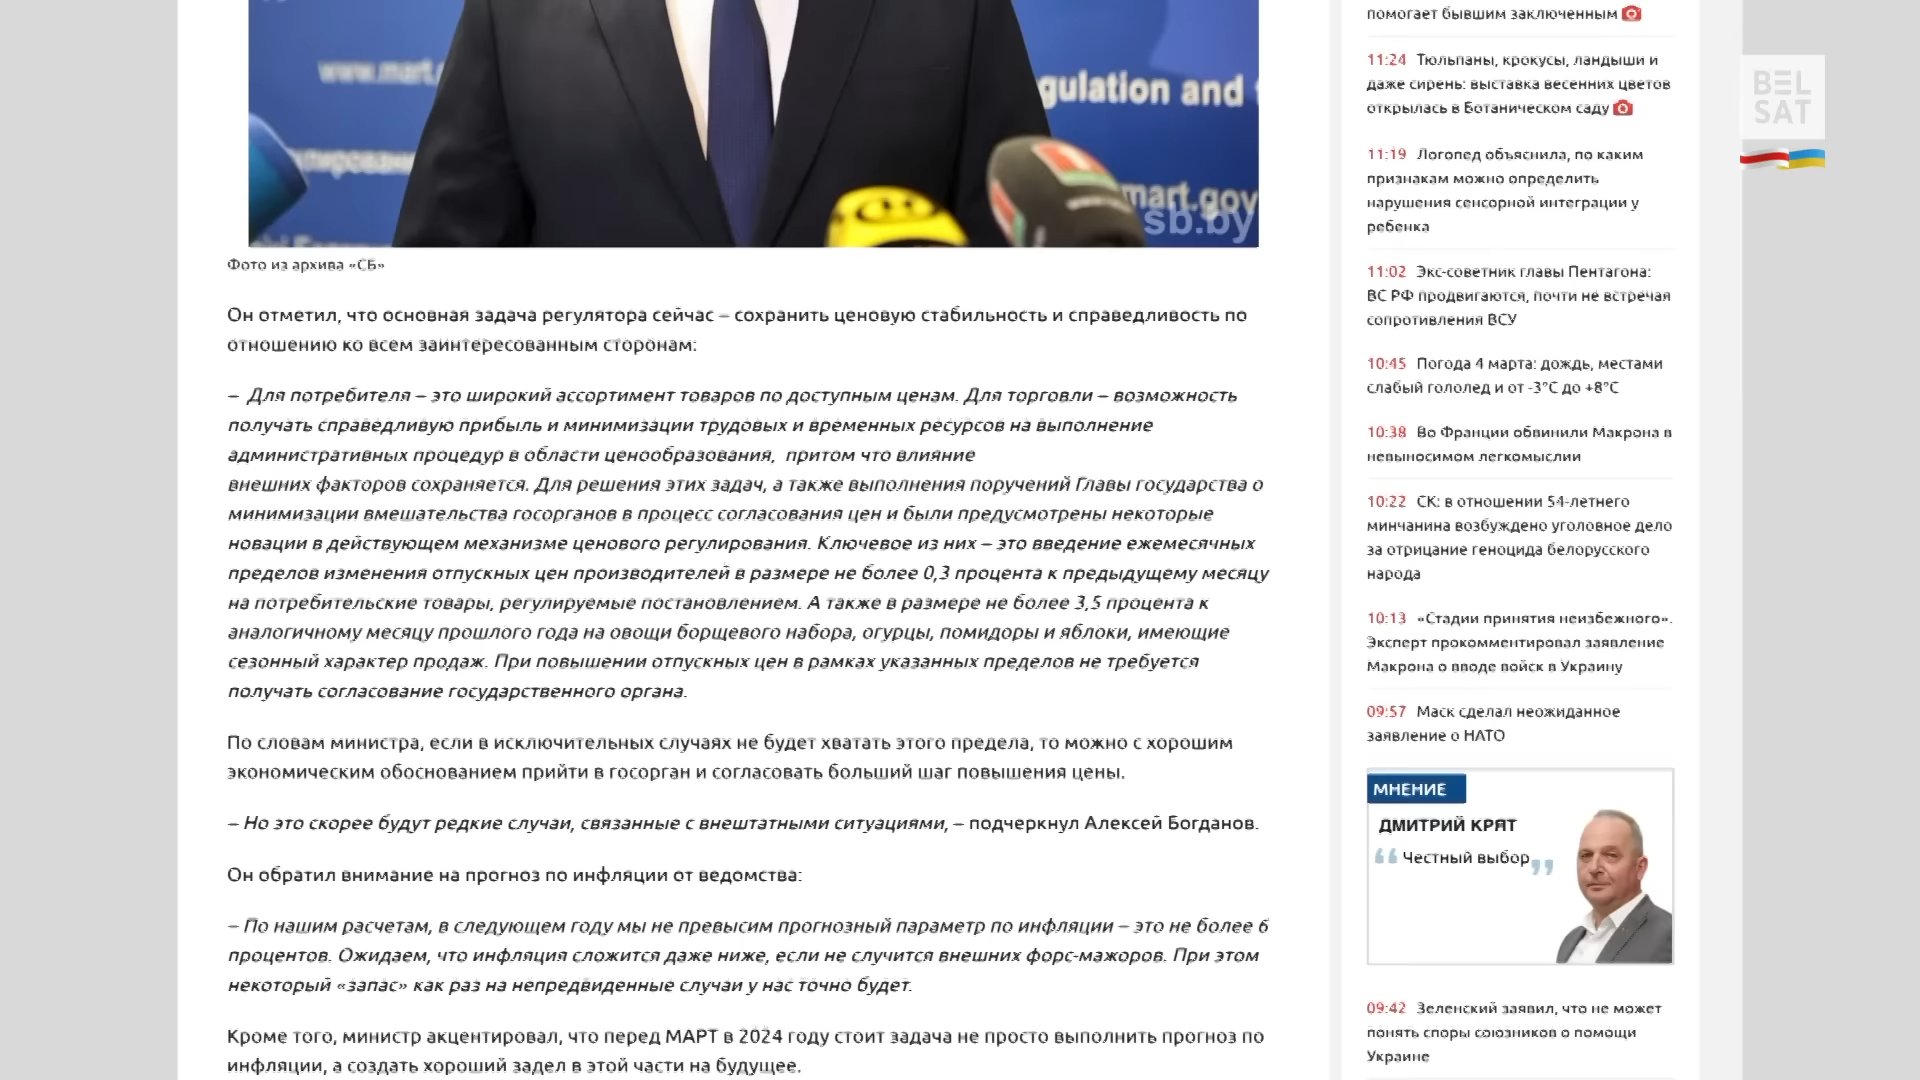 www.mart.
gulation and
mart.gov
sb.by
Фото из архива «СБ»
Он отметил, что основная задача регулятора сейчас – сохранить ценовую стабильность и справедливость по
отношению ко всем заинтересованным сторонам:
– Для потребителя – это широкий ассортимент товаров по доступным ценам. Для торговли – возможность
получать справедливую прибыль и минимизации трудовых и временных ресурсов на выполнение
административных процедур в области ценообразования, притом что влияние
внешних факторов сохраняется. Для решения этих задач, а также выполнения поручений Главы государства о
минимизации вмешательства госорганов в процесс согласования цен и были предусмотрены некоторые
новации в действующем механизме ценового регулирования. Ключевое из них – это введение ежемесячных
пределов изменения отпускных цен производителей в размере не более 0,3 процента к предыдущему месяцу
на потребительские товары, регулируемые постановлением. А также в размере не более 3,5 процента к
аналогичному месяцу прошлого года на овощи борщевого набора, огурцы, помидоры и яблоки, имеющие
сезонный характер продаж. При повышении отпускных цен в рамках указанных пределов не требуется
получать согласование государственного органа.
По словам министра, если в исключительных случаях не будет хватать этого предела, то можно с хорошим
экономическим обоснованием прийти в госорган и согласовать больший шаг повышения цены.
– Но это скорее будут редкие случаи, связанные с внештатными ситуациями, – подчеркнул Алексей Богданов.
Он обратил внимание на прогноз по инфляции от ведомства:
– По нашим расчетам, в следующем году мы не превысим прогнозный параметр по инфляции – это не более 6
процентов. Ожидаем, что инфляция сложится даже ниже, если не случится внешних форс-мажоров. При этом
некоторый «запас» как раз на непредвиденные случаи у нас точно будет.
Кроме того, министр акцентировал, что перед МАРТ в 2024 году стоит задача не просто выполнить прогноз по
инфляции, а создать хороший задел в этой части на будущее.
помогает бывшим заключенным
11:24 Тюльпаны, крокусы, ландыши и
даже сирень: выставка весенних цветов
открылась в Ботаническом саду
11:19 Логопед объяснила, по каким
признакам можно определить
нарушения сенсорной интеграции у
ребенка
11:02 Экс-советник главы Пентагона:
ВС РФ продвигаются, почти не встречая
сопротивления ВСУ
10:45 Погода 4 марта: дождь, местами
слабый гололед и от -3°С до +8°С
10:38 Во Франции обвинили Макрона в
невыносимом легкомыслии
10:22 СК: в отношении 54-летнего
минчанина возбуждено уголовное дело
за отрицание геноцида белорусского
народа
10:13 «Стадии принятия неизбежного».
Эксперт прокомментировал заявление
Макрона о вводе войск в Украину
09:57 Маск сделал неожиданное
заявление о НАТО
МНЕНИЕ
ДМИТРИЙ КРЯТ
“ Честный выбор ”
09:42 Зеленский заявил, что не может
понять споры союзников о помощи
Украине
BEL
SAT